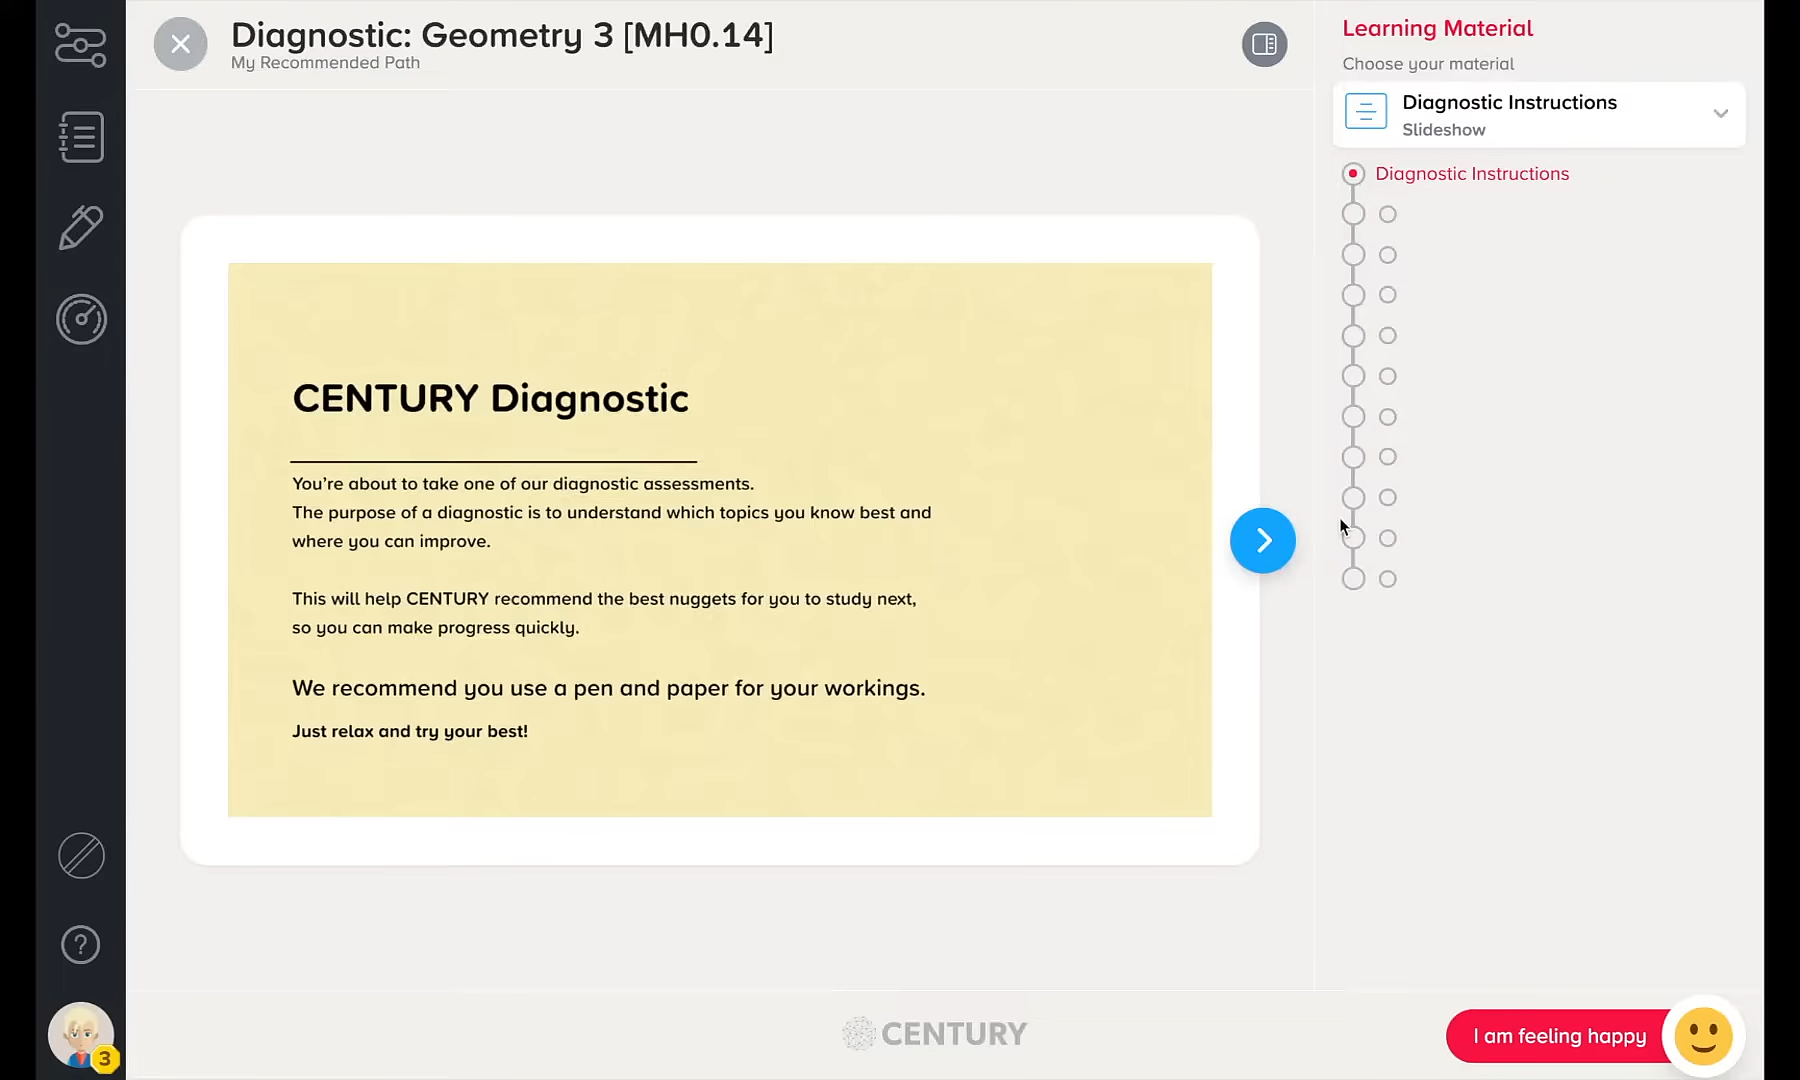 Diagnostic: Geometry 3 [MH0.14]
My Recommended Path
CENTURY Diagnostic
You're about to take one of our diagnostic assessments.
The purpose of a diagnostic is to understand which topics you know best and
where you can improve.
This will help CENTURY recommend the best nuggets for you to study next,
so you can make progress quickly.
We recommend you use a pen and paper for your workings.
Just relax and try your best!
Learning Material
Choose your material
Diagnostic Instructions
Slideshow
Diagnostic Instructions
3
CENTURY
I am feeling happy